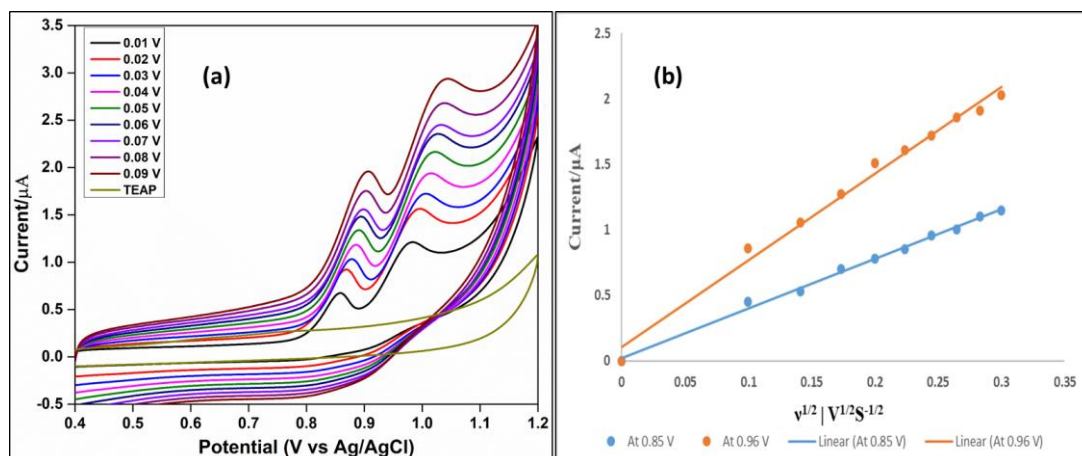 (a)
0.01 V
0.02 V
0.03 V
0.04 V
0.05 V
0.06 V
0.07 V
0.08 V
0.09 V
TEAP
Current/μA
3.5
3.0
2.5
2.0
1.5
1.0
0.5
0.0
-0.5
0.4 0.5 0.6 0.7 0.8 0.9 1.0 1.1 1.2
Potential (V vs Ag/AgCl)
(b)
Current/μA
2.5
2
1.5
1
0.5
0
0 0.05 0.1 0.15 0.2 0.25 0.3 0.35
ν1/2 | V1/2S-1/2
At 0.85 V At 0.96 V Linear (At 0.85 V) Linear (At 0.96 V)